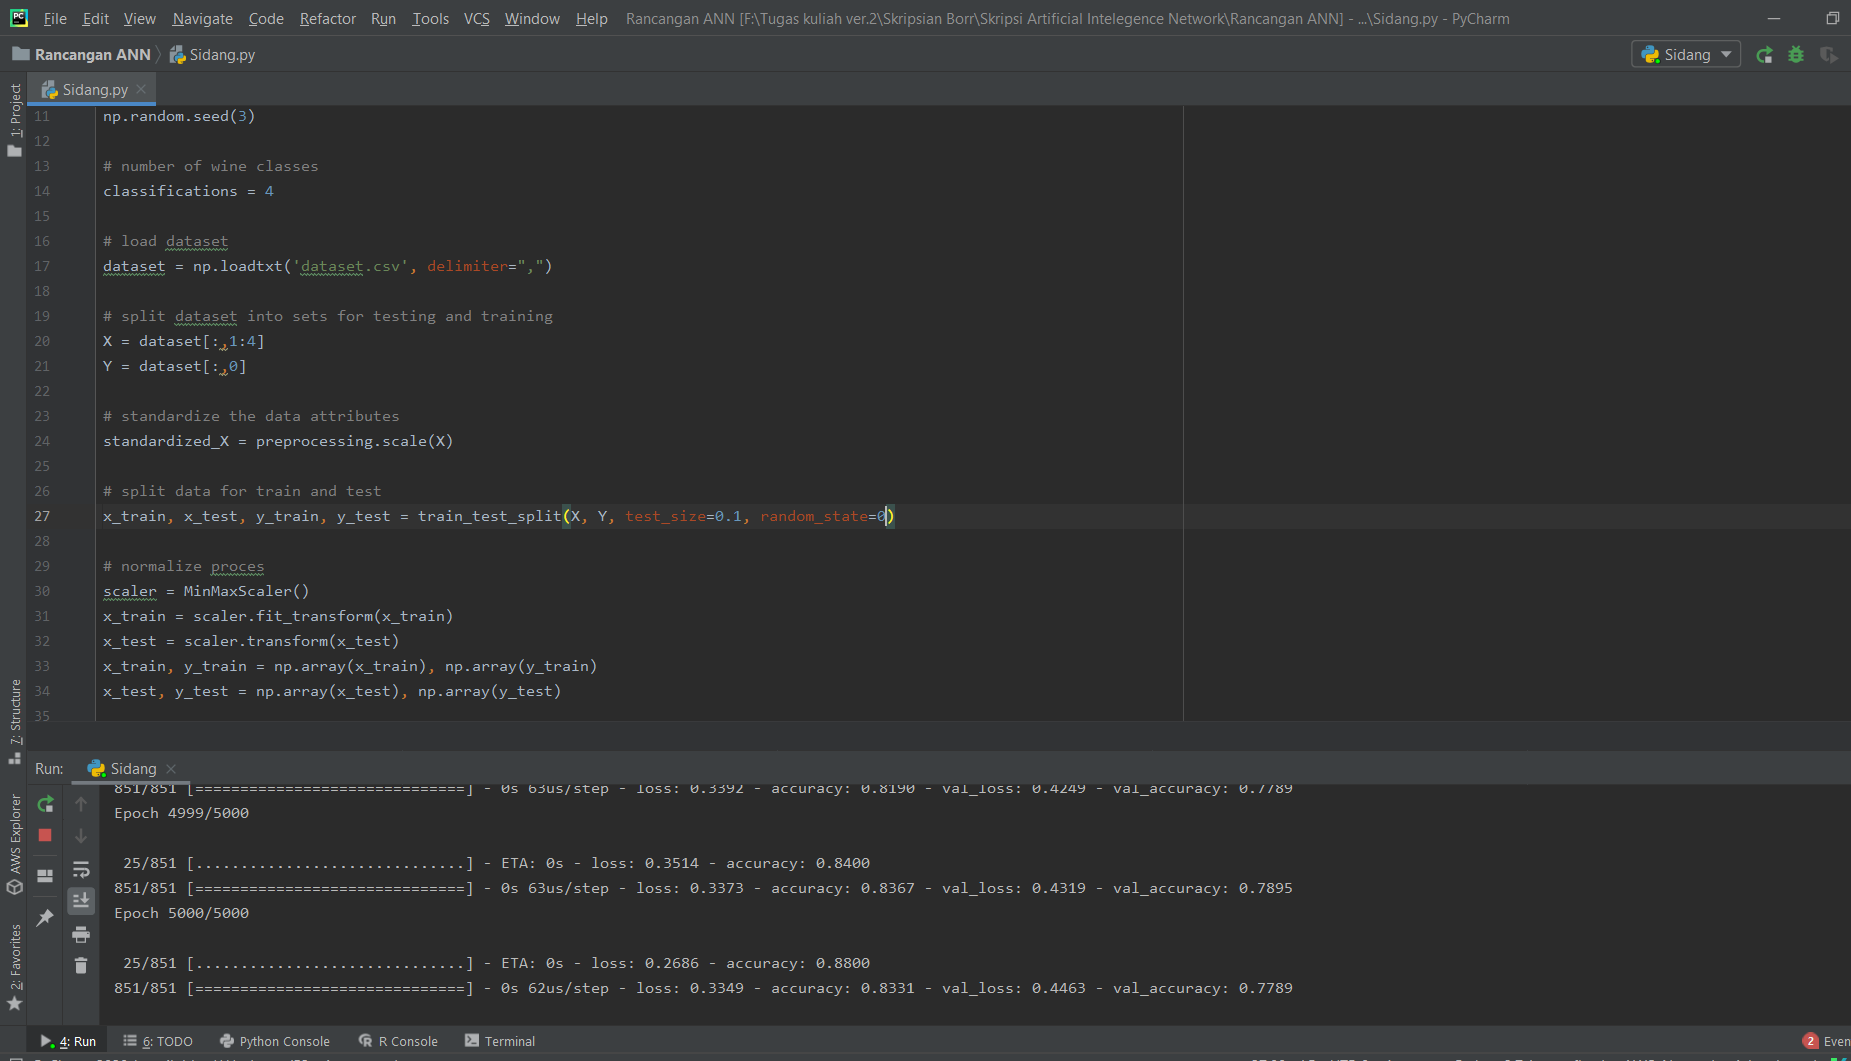 File Edit View Navigate Code Refactor Run Tools VCS Window Help Rancangan ANN [F:\Tugas kuliah ver.2\Skripsian Borr\Skripsi Artificial Intelegence Network\Rancangan ANN] - ...\Sidang.py - PyCharm
Rancangan ANN Sidang.py Sidang
Sidang.py
1: Project
11 np.random.seed(3)
12
13 # number of wine classes
14 classifications = 4
15
16 # load dataset
17 dataset = np.loadtxt('dataset.csv', delimiter=",")
18
19 # split dataset into sets for testing and training
20 X = dataset[:,1:4]
21 Y = dataset[:,0]
22
23 # standardize the data attributes
24 standardized_X = preprocessing.scale(X)
25
26 # split data for train and test
27 x_train, x_test, y_train, y_test = train_test_split(X, Y, test_size=0.1, random_state=0)
28
29 # normalize proces
30 scaler = MinMaxScaler()
31 x_train = scaler.fit_transform(x_train)
32 x_test = scaler.transform(x_test)
33 x_train, y_train = np.array(x_train), np.array(y_train)
34 x_test, y_test = np.array(x_test), np.array(y_test)
35
7: Structure
Run: Sidang
851/851 [==============================] - 0s 63us/step - loss: 0.3392 - accuracy: 0.8190 - val_loss: 0.4249 - val_accuracy: 0.7789
Epoch 4999/5000
AWS Explorer
25/851 [..............................] - ETA: 0s - loss: 0.3514 - accuracy: 0.8400
851/851 [==============================] - 0s 63us/step - loss: 0.3373 - accuracy: 0.8367 - val_loss: 0.4319 - val_accuracy: 0.7895
Epoch 5000/5000
2: Favorites
25/851 [..............................] - ETA: 0s - loss: 0.2686 - accuracy: 0.8800
851/851 [==============================] - 0s 62us/step - loss: 0.3349 - accuracy: 0.8331 - val_loss: 0.4463 - val_accuracy: 0.7789
4: Run 6: TODO Python Console R Console Terminal 2 Even